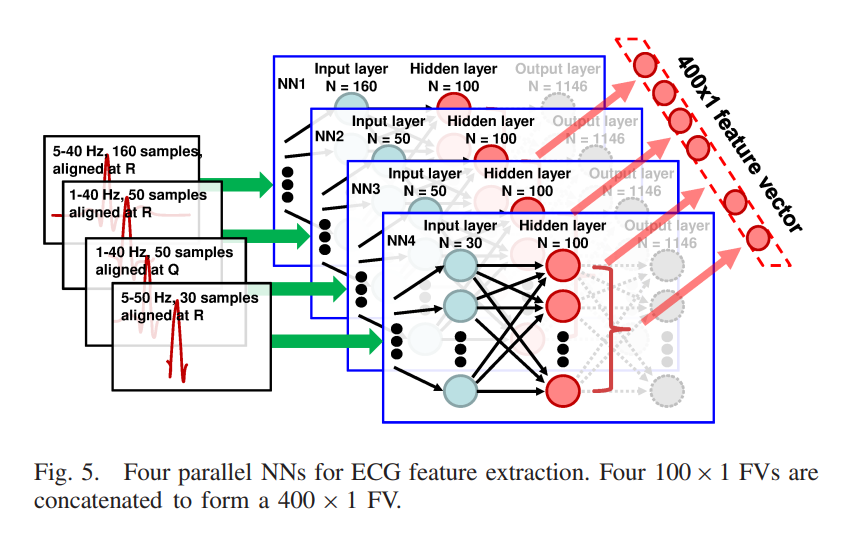 NN1
Input layer
N = 160
Hidden layer
N = 100
Output layer
N = 1146
NN2
Input layer
N = 50
Hidden layer
N = 100
Output layer
N = 1146
NN3
Input layer
N = 50
Hidden layer
N = 100
Output layer
N = 1146
NN4
Input layer
N = 30
Hidden layer
N = 100
Output layer
N = 1146
5-40 Hz, 160 samples,
aligned at R
1-40 Hz, 50 samples
aligned at R
1-40 Hz, 50 samples
aligned at Q
5-50 Hz, 30 samples
aligned at R
400x1 feature vector
Fig. 5. Four parallel NNs for ECG feature extraction. Four 100 × 1 FVs are
concatenated to form a 400 × 1 FV.